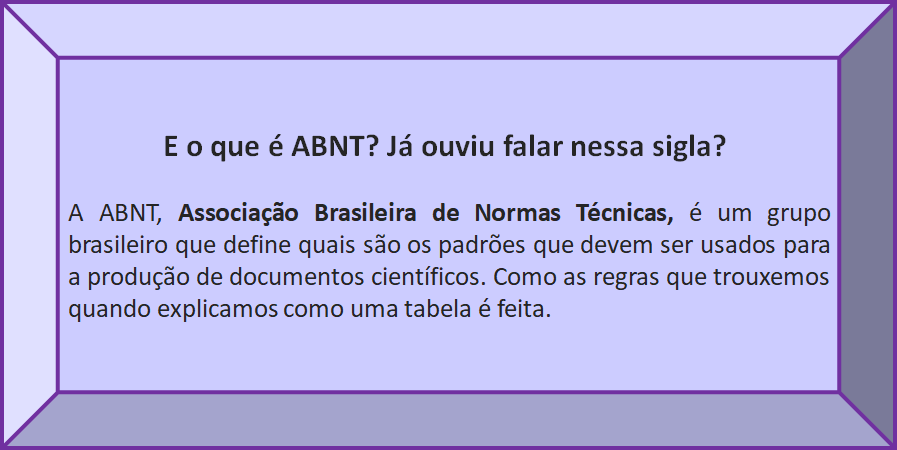 E o que é ABNT? Já ouviu falar nessa sigla?
A ABNT, Associação Brasileira de Normas Técnicas, é um grupo
brasileiro que define quais são os padrões que devem ser usados para
a produção de documentos científicos. Como as regras que trouxemos
quando explicamos como uma tabela é feita.